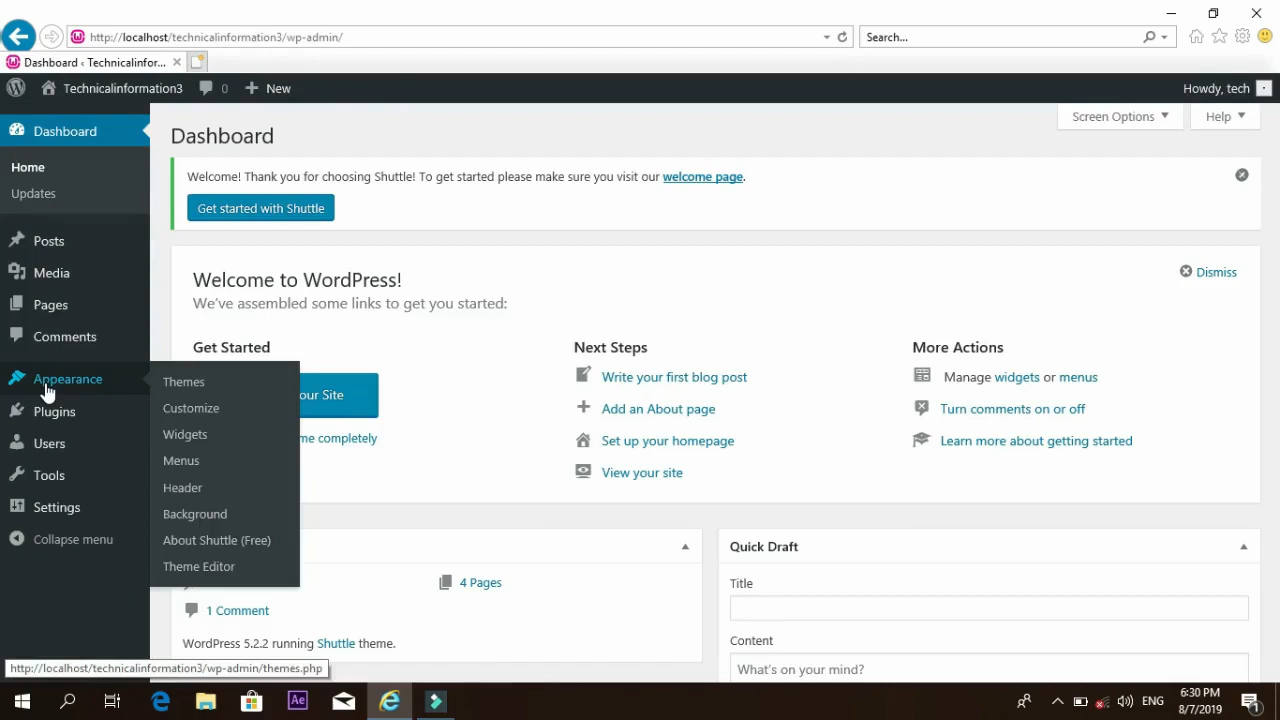 http://localhost/technicalinformation3/wp-admin/
Search...
Dashboard ‹ Technicalinfor...
Technicalinformation3
0
New
Howdy, tech
Dashboard
Home
Updates
Posts
Media
Pages
Comments
Appearance
Plugins
Users
Tools
Settings
Collapse menu
Themes
Customize
Widgets
Menus
Header
Background
About Shuttle (Free)
Theme Editor
Screen Options
Help
Dashboard
Welcome! Thank you for choosing Shuttle! To get started please make sure you visit our welcome page.
Get started with Shuttle
Welcome to WordPress!
We've assembled some links to get you started:
Dismiss
Get Started
our Site
me completely
Next Steps
Write your first blog post
Add an About page
Set up your homepage
View your site
More Actions
Manage widgets or menus
Turn comments on or off
Learn more about getting started
4 Pages
1 Comment
WordPress 5.2.2 running Shuttle theme.
Quick Draft
Title
Content
What's on your mind?
http://localhost/technicalinformation3/wp-admin/themes.php
Ae
ENG
6:30 PM
8/7/2019
1